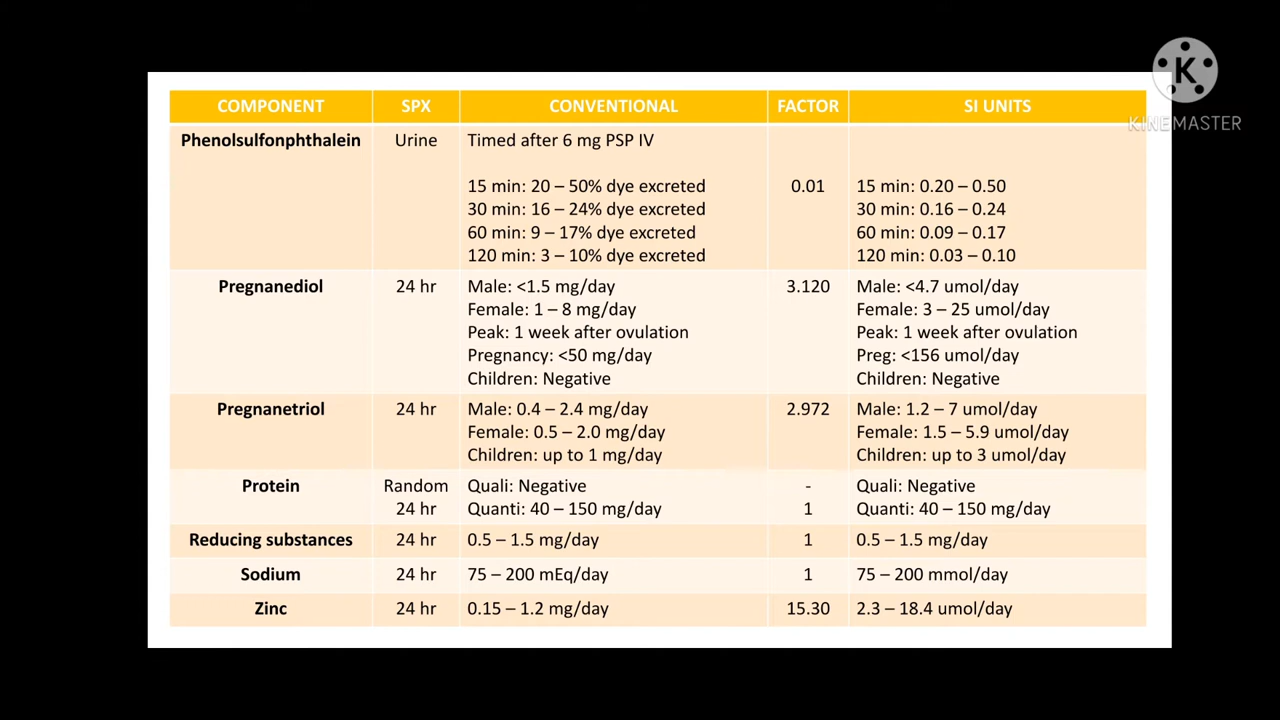 K
KINEMASTER
COMPONENT SPX CONVENTIONAL FACTOR SI UNITS
Phenolsulfonphthalein Urine Timed after 6 mg PSP IV
15 min: 20 – 50% dye excreted 0.01 15 min: 0.20 – 0.50
30 min: 16 – 24% dye excreted 30 min: 0.16 – 0.24
60 min: 9 – 17% dye excreted 60 min: 0.09 – 0.17
120 min: 3 – 10% dye excreted 120 min: 0.03 – 0.10
Pregnanediol 24 hr Male: <1.5 mg/day 3.120 Male: <4.7 umol/day
Female: 1 – 8 mg/day Female: 3 – 25 umol/day
Peak: 1 week after ovulation Peak: 1 week after ovulation
Pregnancy: <50 mg/day Preg: <156 umol/day
Children: Negative Children: Negative
Pregnanetriol 24 hr Male: 0.4 – 2.4 mg/day 2.972 Male: 1.2 – 7 umol/day
Female: 0.5 – 2.0 mg/day Female: 1.5 – 5.9 umol/day
Children: up to 1 mg/day Children: up to 3 umol/day
Protein Random Quali: Negative - Quali: Negative
24 hr Quanti: 40 – 150 mg/day 1 Quanti: 40 – 150 mg/day
Reducing substances 24 hr 0.5 – 1.5 mg/day 1 0.5 – 1.5 mg/day
Sodium 24 hr 75 – 200 mEq/day 1 75 – 200 mmol/day
Zinc 24 hr 0.15 – 1.2 mg/day 15.30 2.3 – 18.4 umol/day